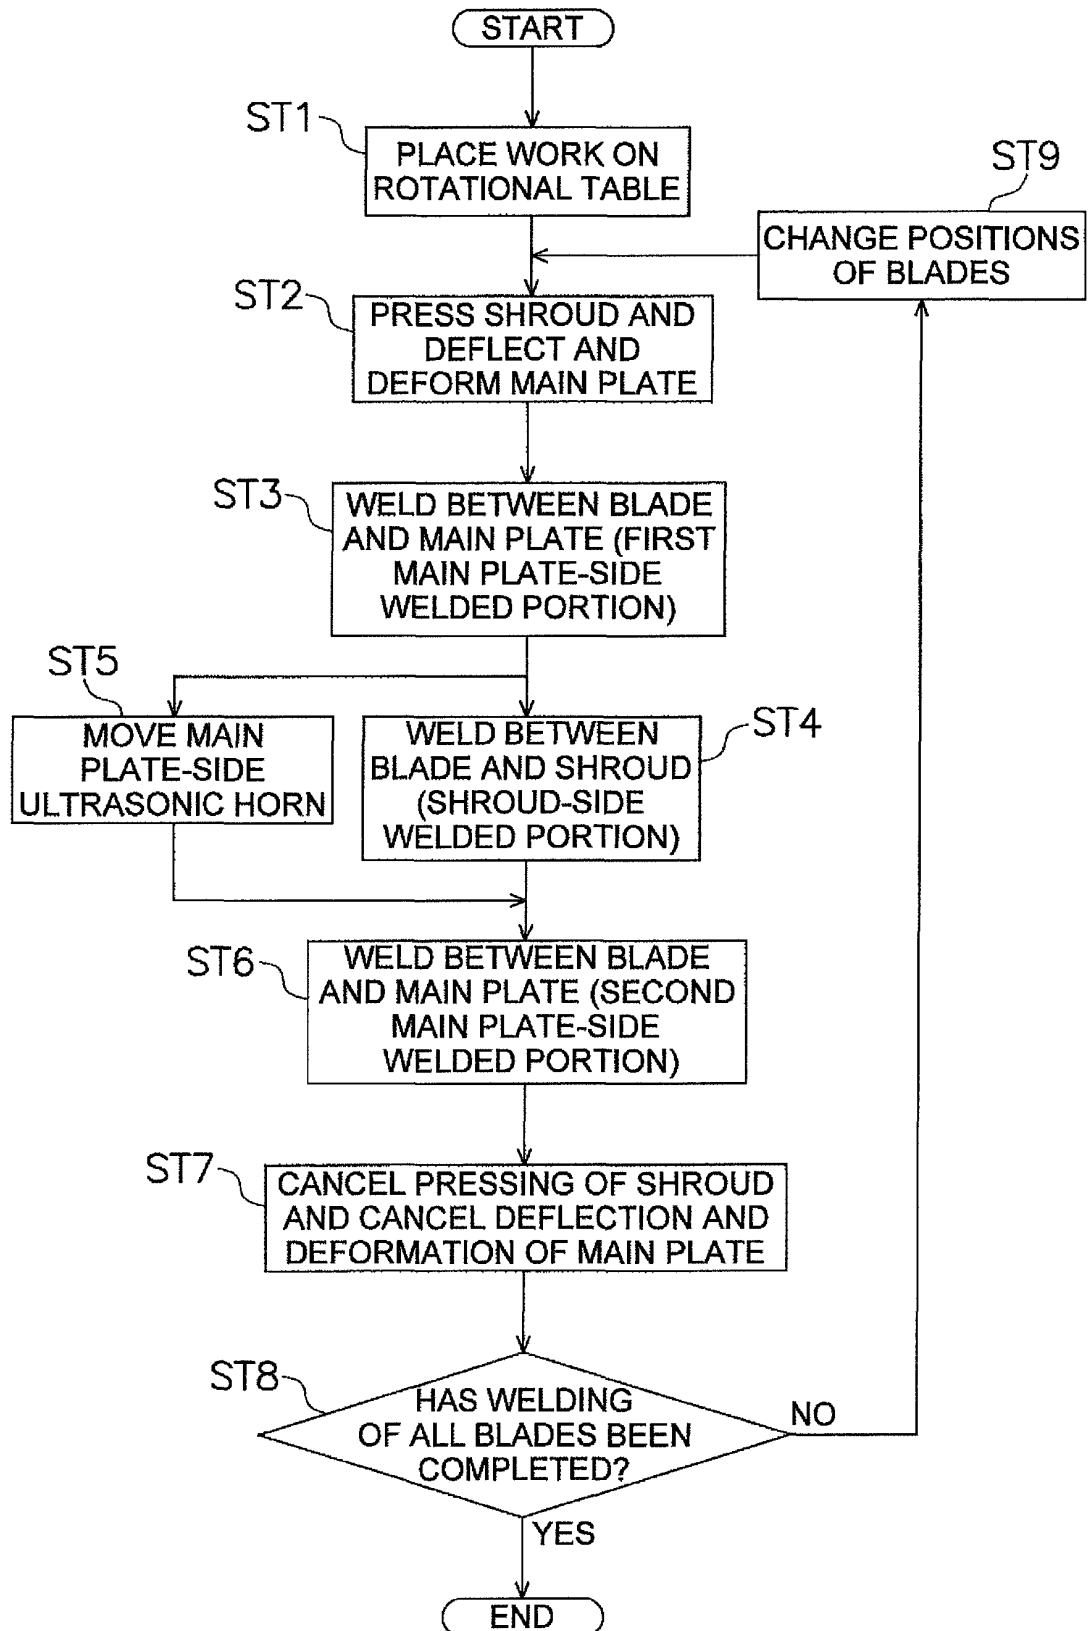 START
ST1
PLACE WORK ON
ROTATIONAL TABLE
ST9
CHANGE POSITIONS
OF BLADES
ST2
PRESS SHROUD AND
DEFLECT AND
DEFORM MAIN PLATE
ST3
WELD BETWEEN BLADE
AND MAIN PLATE (FIRST
MAIN PLATE-SIDE
WELDED PORTION)
ST5
MOVE MAIN
PLATE-SIDE
ULTRASONIC HORN
ST4
WELD BETWEEN
BLADE AND SHROUD
(SHROUD-SIDE
WELDED PORTION)
ST6
WELD BETWEEN BLADE
AND MAIN PLATE (SECOND
MAIN PLATE-SIDE
WELDED PORTION)
ST7
CANCEL PRESSING OF SHROUD
AND CANCEL DEFLECTION AND
DEFORMATION OF MAIN PLATE
ST8
HAS WELDING
OF ALL BLADES BEEN
COMPLETED?
NO
YES
END